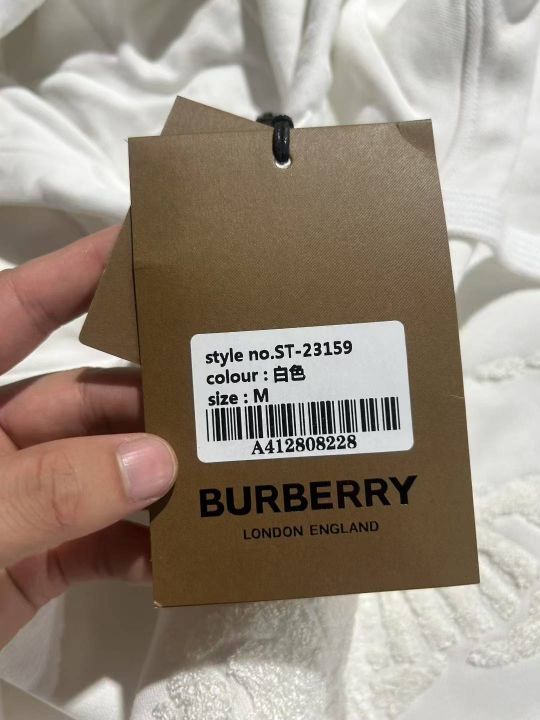 style no.ST-23159
colour : 白色
size : M
A412808228
BURBERRY
LONDON ENGLAND